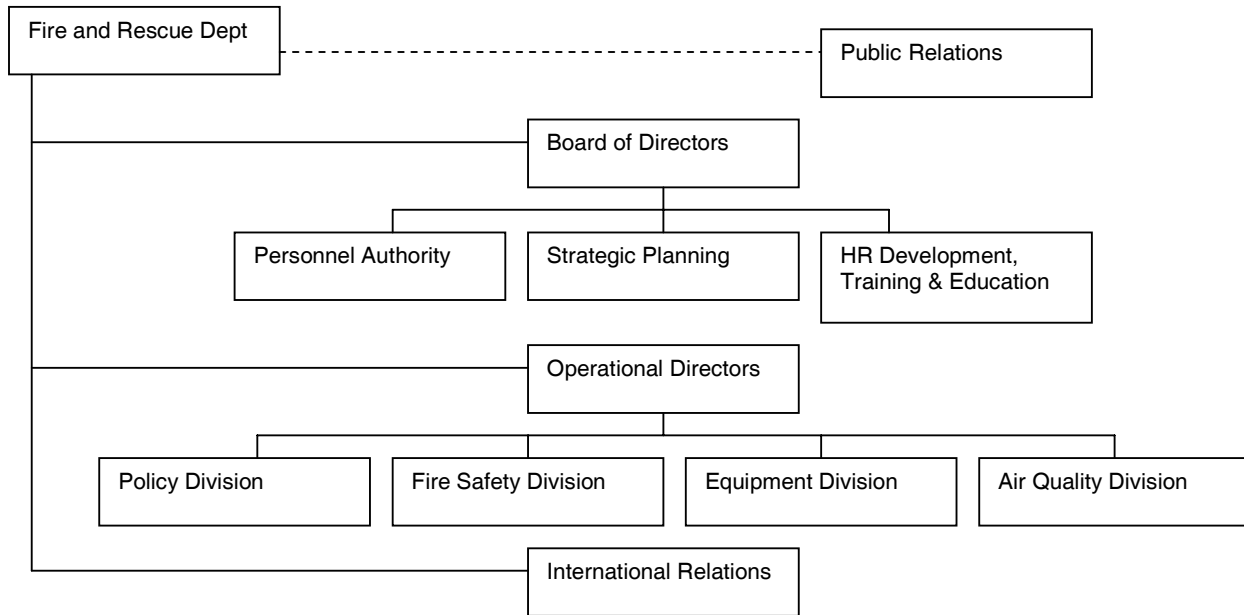 Fire and Rescue Dept
Public Relations
Board of Directors
Personnel Authority
Strategic Planning
HR Development,
Training & Education
Operational Directors
Policy Division
Fire Safety Division
Equipment Division
Air Quality Division
International Relations